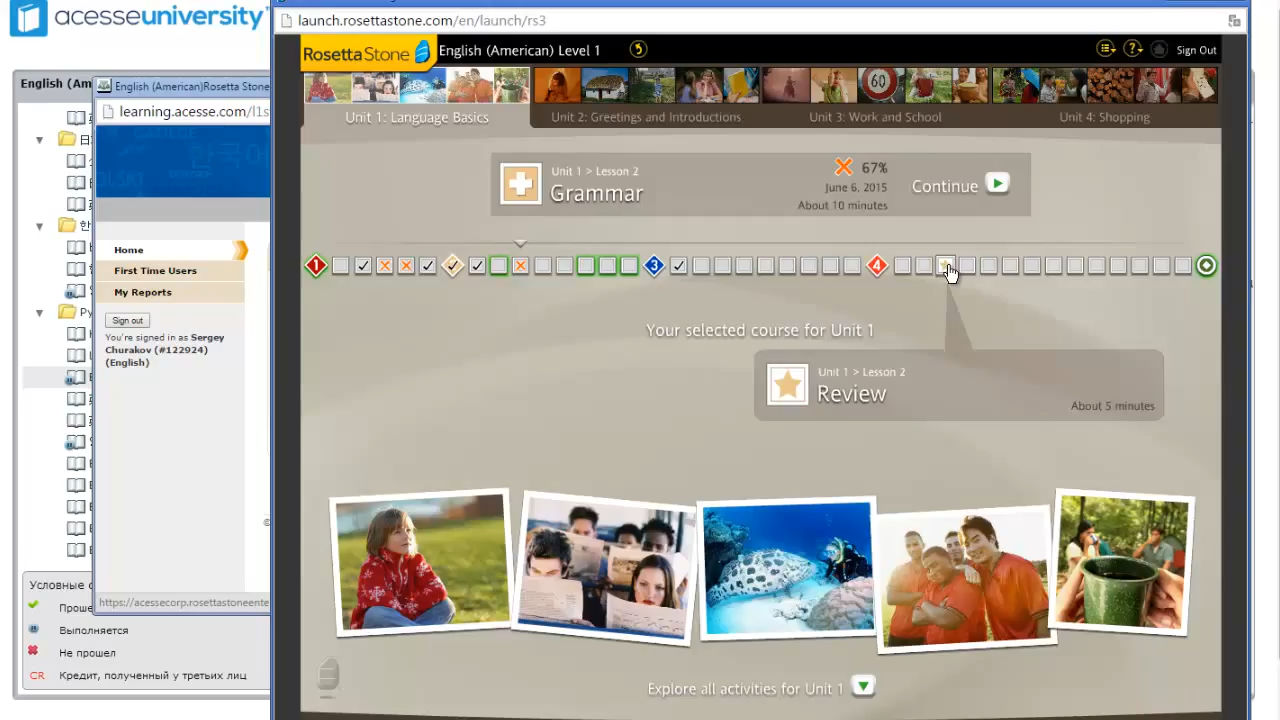 acesseuniversity
English (Am
English (American)Rosetta Stone
learning.acesse.com/l1s
Home
First Time Users
My Reports
Sign out
You're signed in as Sergey
Churakov (#122924)
(English)
https://acessecorp.rosettastoneente
Условные о
Проше
Выполняется
Не прошел
CR Кредит, полученный у третьих лиц
launch.rosettastone.com/en/launch/rs3
RosettaStone
English (American) Level 1
Sign Out
60
Unit 1: Language Basics
Unit 2: Greetings and Introductions
Unit 3: Work and School
Unit 4: Shopping
Unit 1 > Lesson 2
Grammar
67%
June 6, 2015
About 10 minutes
Continue
1
3
4
Your selected course for Unit 1
Unit 1 > Lesson 2
Review
About 5 minutes
Explore all activities for Unit 1